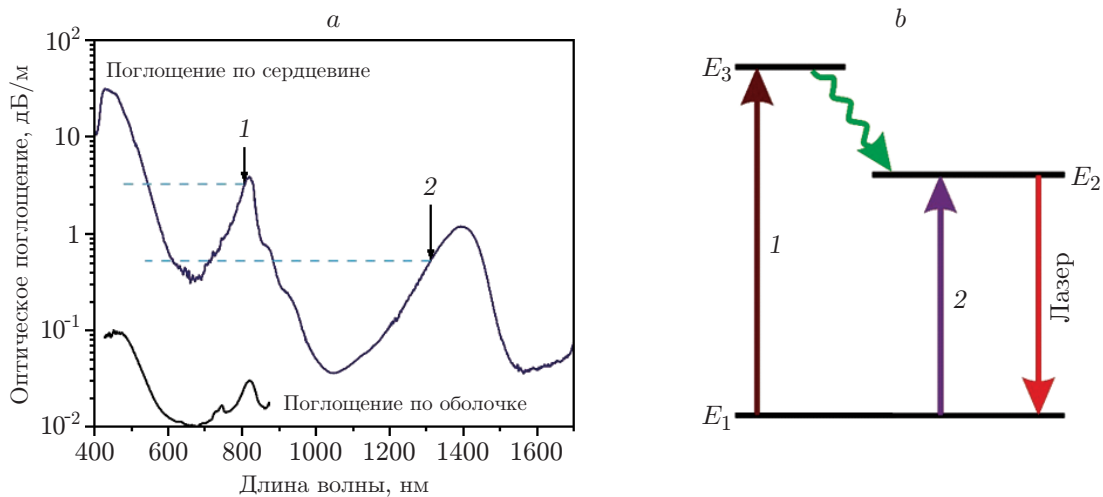 a
Оптическое поглощение, дБ/м
10²
10
1
10⁻¹
10⁻²
Поглощение по сердцевине
1
2
Поглощение по оболочке
400 600 800 1000 1200 1400 1600
Длина волны, нм
b
E₃
E₂
1
2
Лазер
E₁